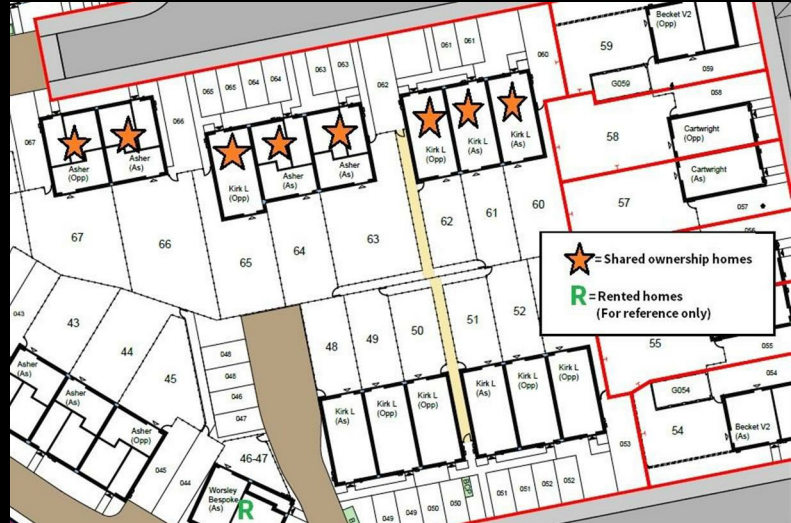 Becket V2
(Opp)
59
G059
059
058
061
061
060
063
063
064
064
065
065
062
066
067
Asher
(Opp)
Asher
(As)
Kirk L
(Opp)
Asher
(As)
Asher
(As)
Kirk L
(Opp)
Kirk L
(As)
Kirk L
(As)
58
Cartwright
(Opp)
Cartwright
(As)
57
057
056
67
66
65
64
63
62
61
60
= Shared ownership homes
R = Rented homes
(For reference only)
043
43
44
45
048
048
046
047
48
49
50
51
52
55
055
054
G054
54
Becket V2
(As)
053
Asher
(As)
Asher
(As)
Asher
(Opp)
Kirk L
(As)
Kirk L
(Opp)
Kirk L
(Opp)
Kirk L
(As)
Kirk L
(Opp)
Kirk L
(Opp)
045
044
46-47
Worsley
Bespoke
(As)
R
049
049
050
050
BCP
051
051
052
052